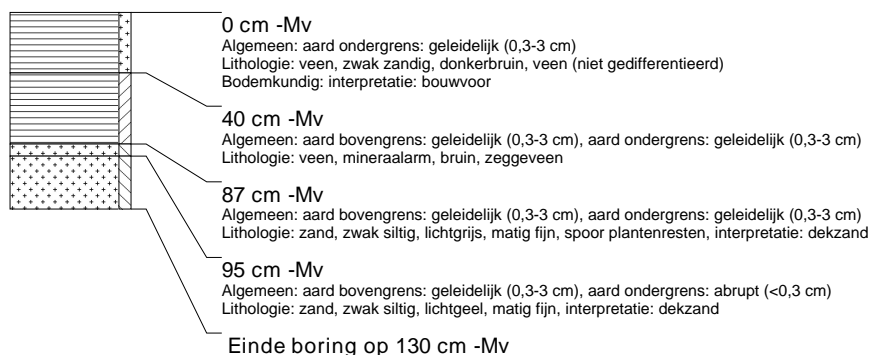 0 cm -Mv
Algemeen: aard ondergrens: geleidelijk (0,3-3 cm)
Lithologie: veen, zwak zandig, donkerbruin, veen (niet gedifferentieerd)
Bodemkundig: interpretatie: bouwvoor
40 cm -Mv
Algemeen: aard bovengrens: geleidelijk (0,3-3 cm), aard ondergrens: geleidelijk (0,3-3 cm)
Lithologie: veen, mineraalarm, bruin, zeggeveen
87 cm -Mv
Algemeen: aard bovengrens: geleidelijk (0,3-3 cm), aard ondergrens: geleidelijk (0,3-3 cm)
Lithologie: zand, zwak siltig, lichtgrijs, matig fijn, spoor plantenresten, interpretatie: dekzand
95 cm -Mv
Algemeen: aard bovengrens: geleidelijk (0,3-3 cm), aard ondergrens: abrupt (<0,3 cm)
Lithologie: zand, zwak siltig, lichtgeel, matig fijn, interpretatie: dekzand
Einde boring op 130 cm -Mv